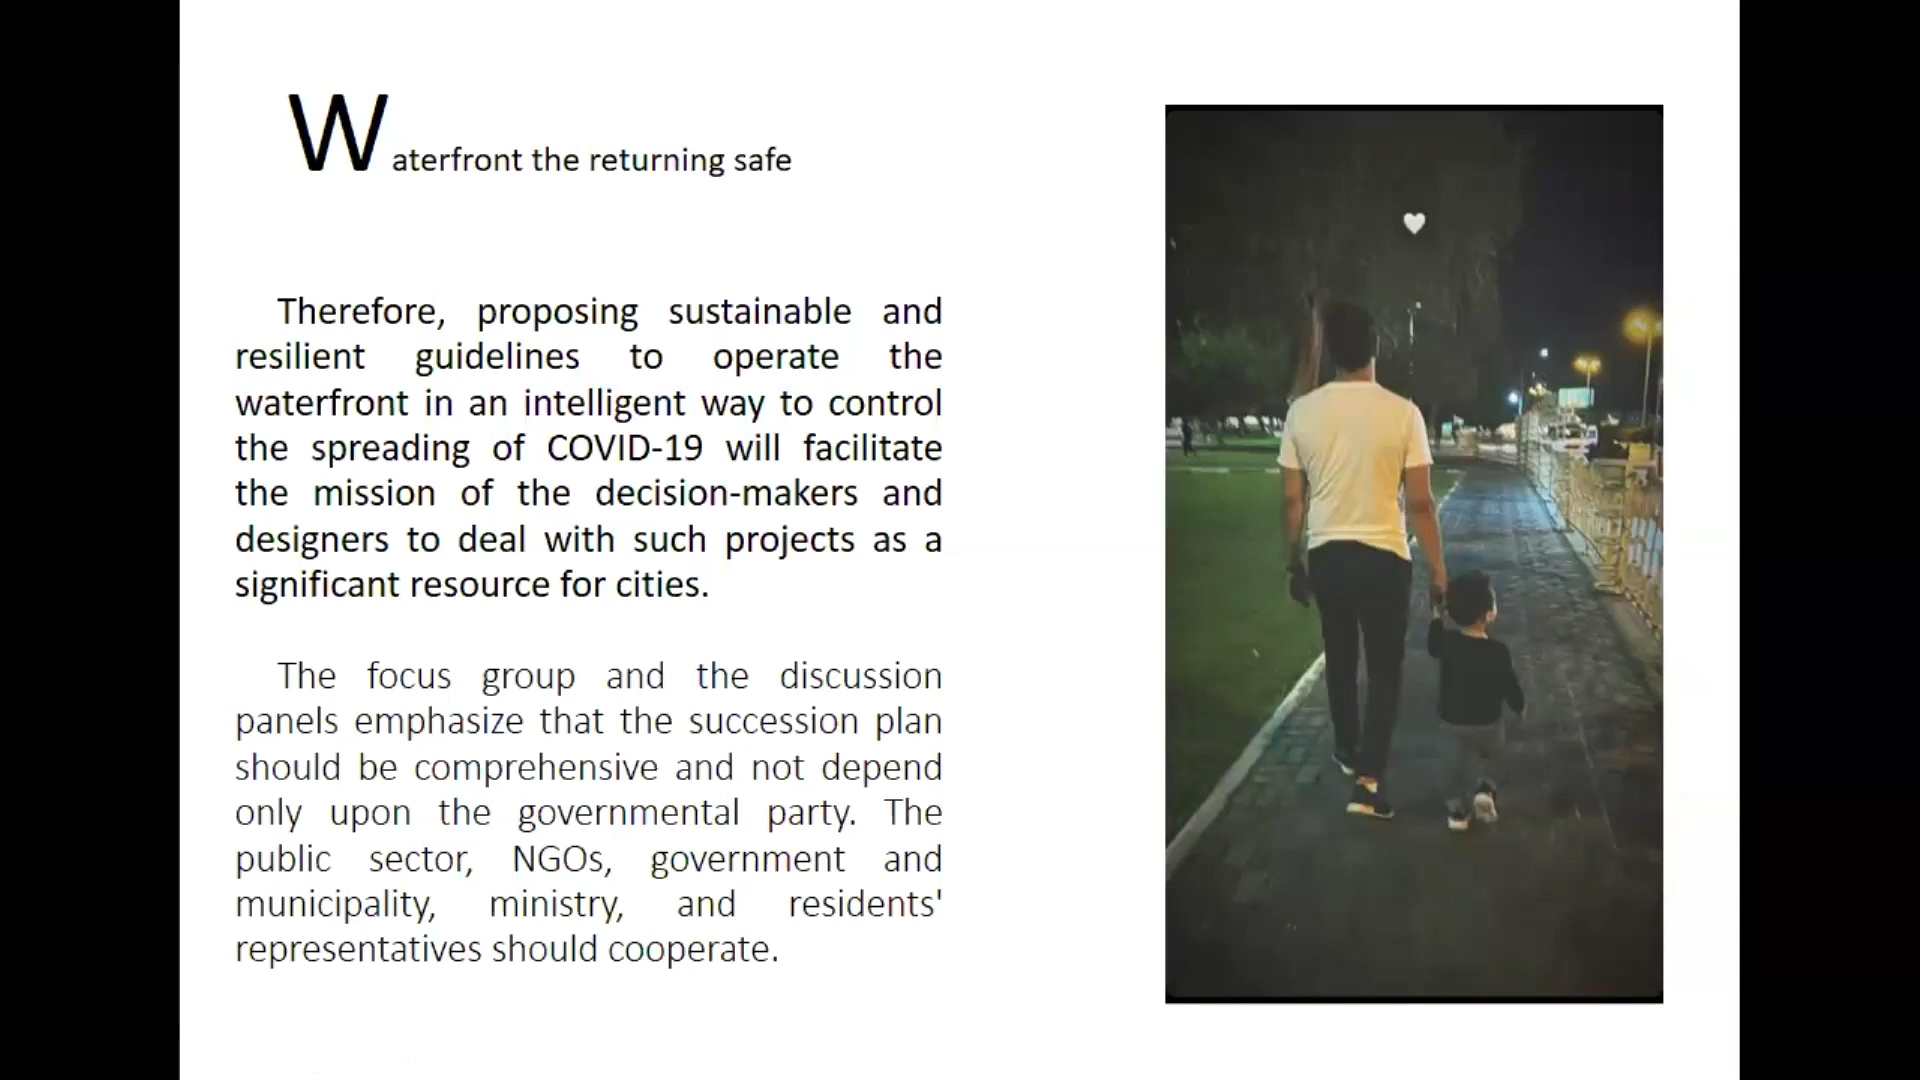 Waterfront the returning safe
Therefore, proposing sustainable and
resilient guidelines to operate the
waterfront in an intelligent way to control
the spreading of COVID-19 will facilitate
the mission of the decision-makers and
designers to deal with such projects as a
significant resource for cities.
The focus group and the discussion
panels emphasize that the succession plan
should be comprehensive and not depend
only upon the governmental party. The
public sector, NGOs, government and
municipality, ministry, and residents'
representatives should cooperate.